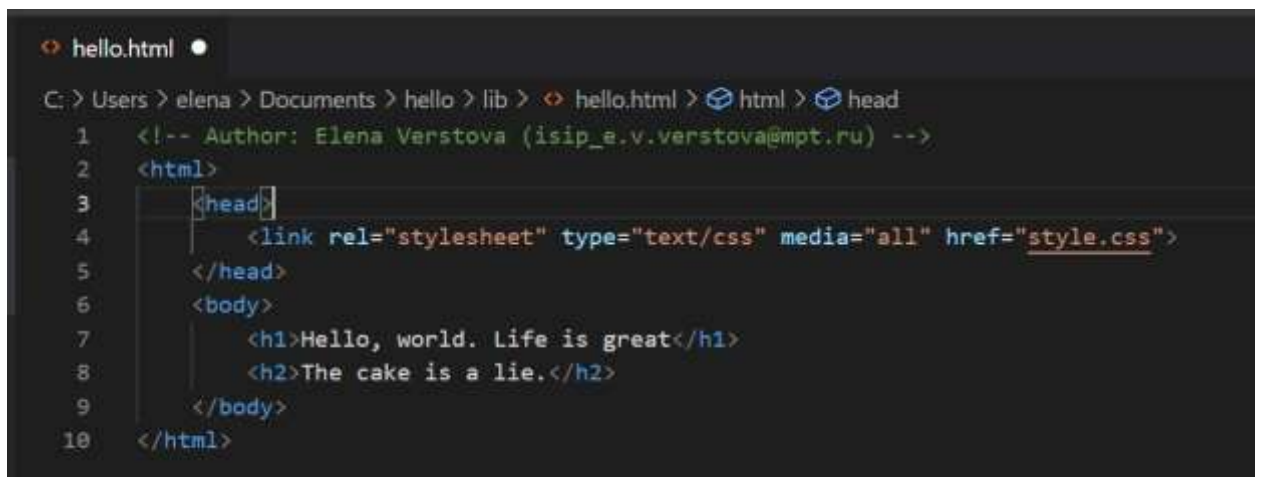 hello.html
C: > Users > elena > Documents > hello > lib > hello.html > html > head
1 <!-- Author: Elena Verstova (isip_e.v.verstova@mpt.ru) -->
2 <html>
3 <head>
4 <link rel="stylesheet" type="text/css" media="all" href="style.css">
5 </head>
6 <body>
7 <h1>Hello, world. Life is great</h1>
8 <h2>The cake is a lie.</h2>
9 </body>
10 </html>